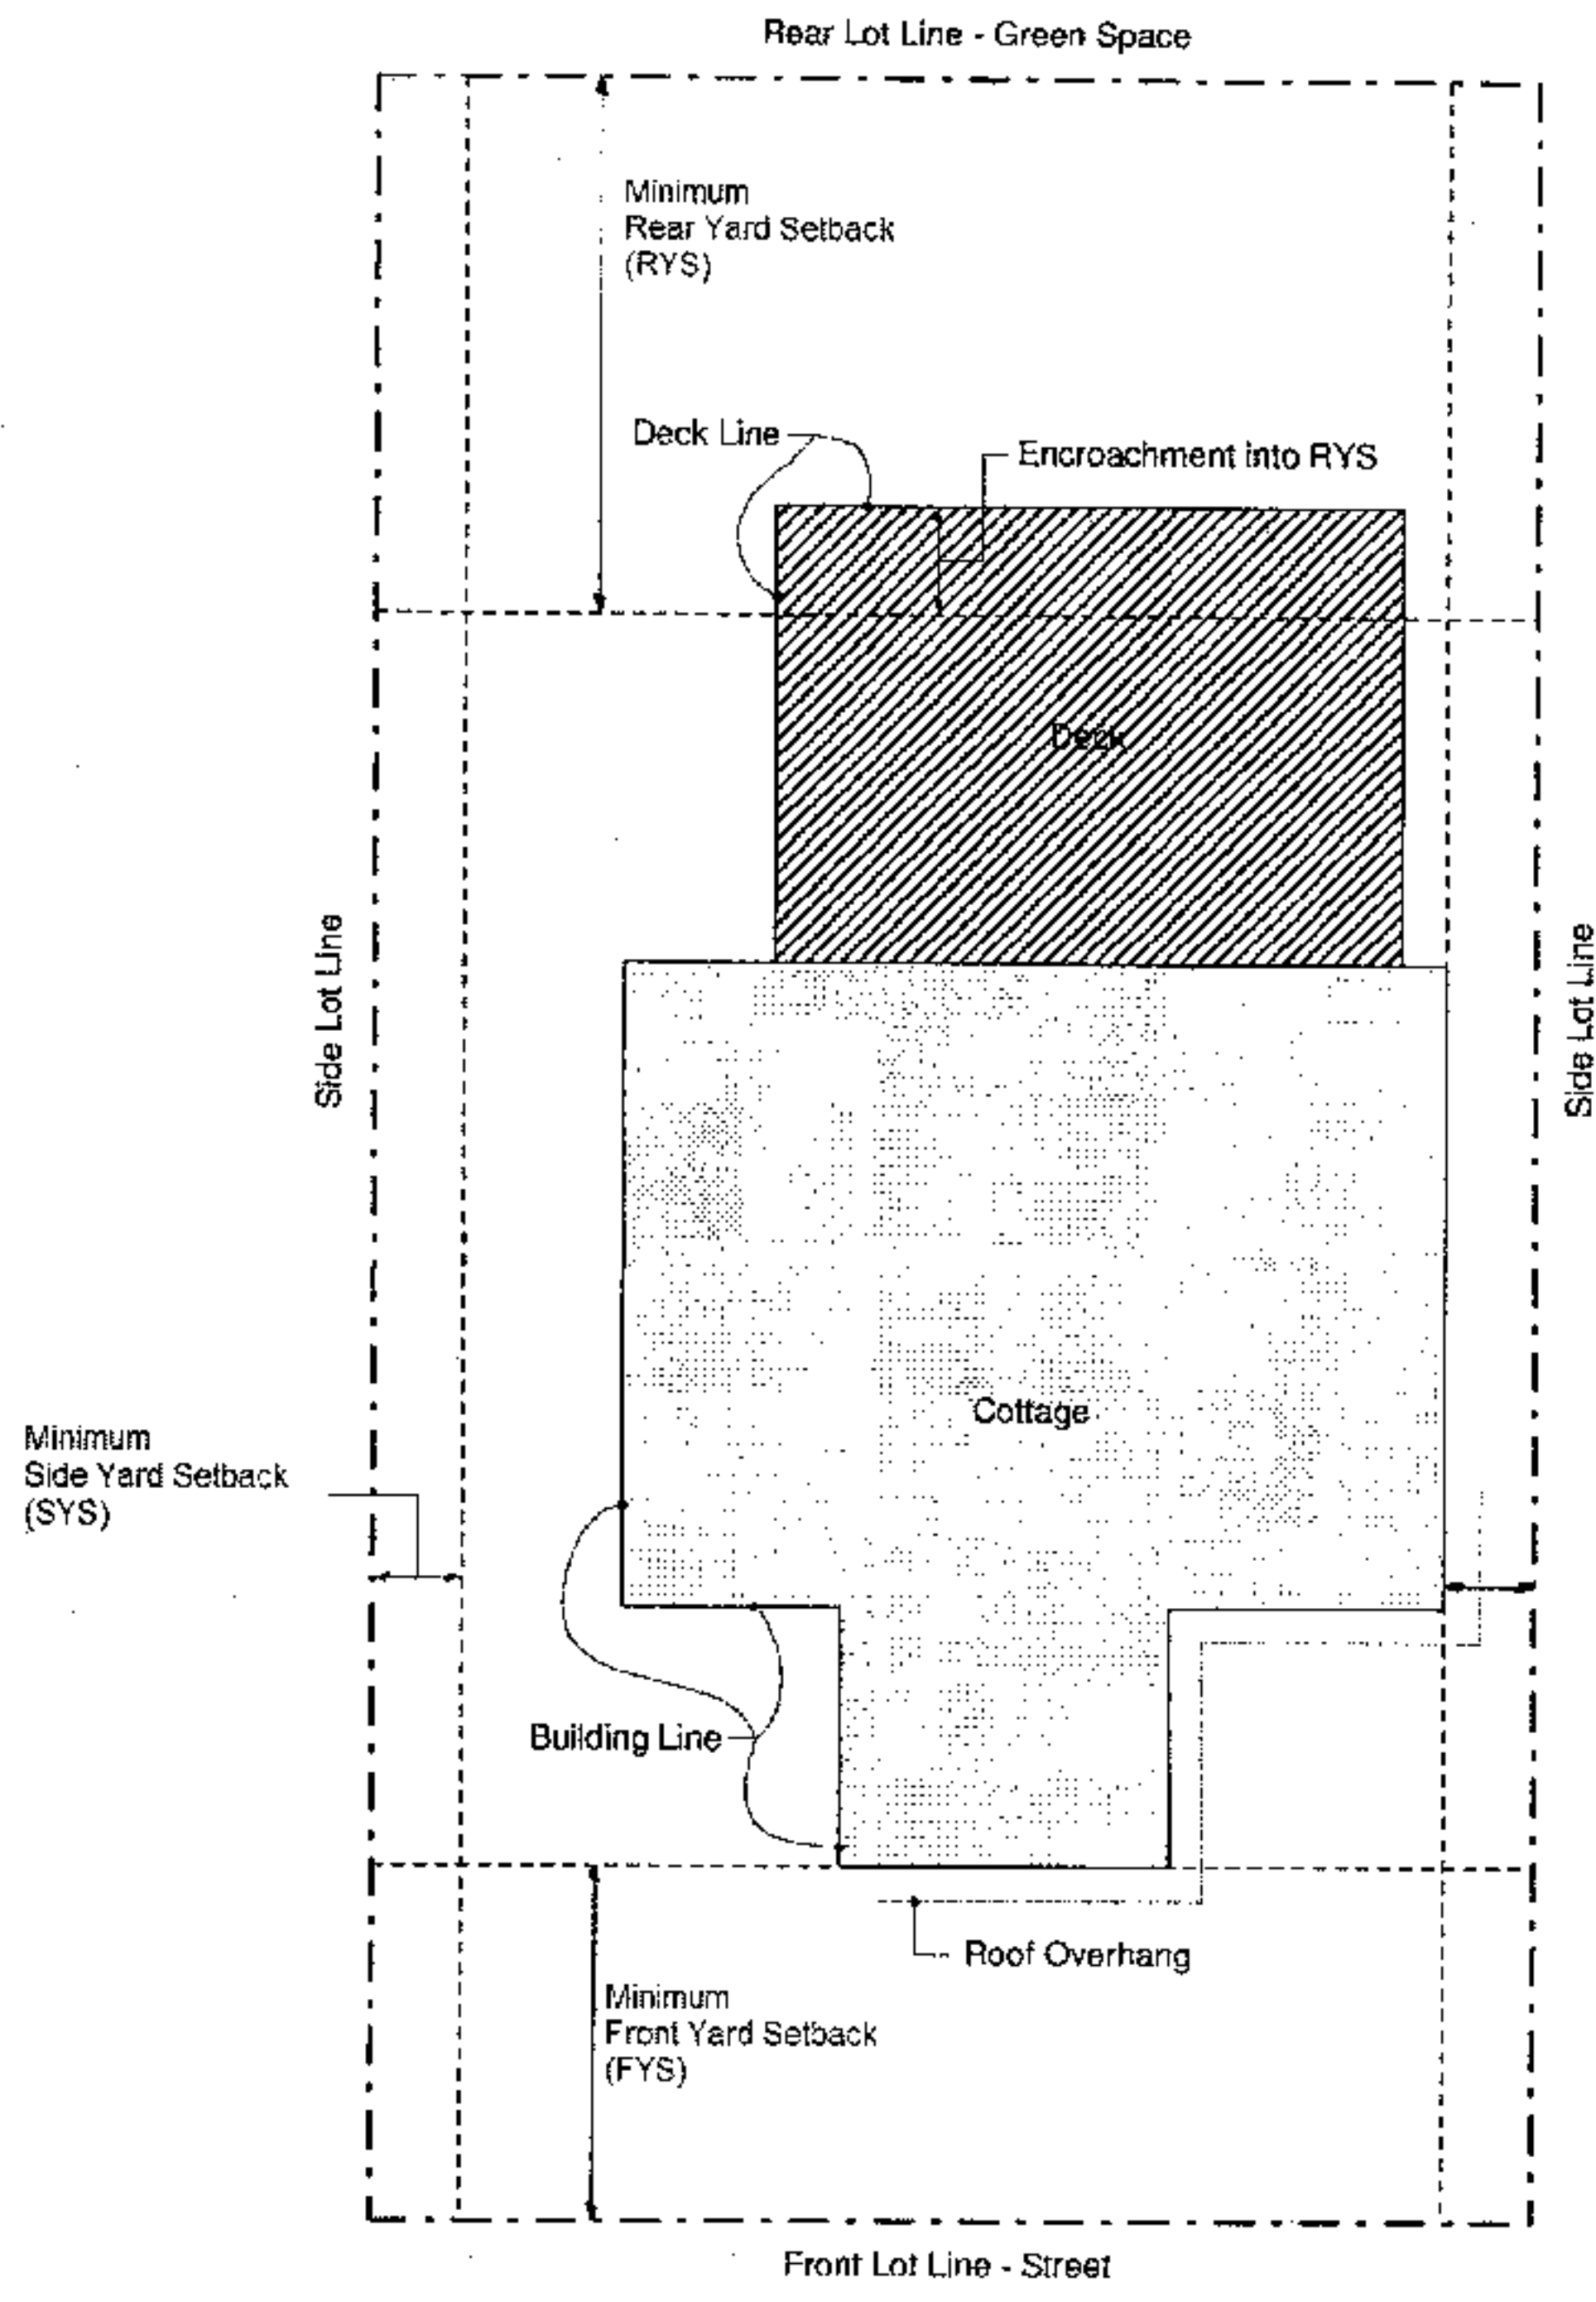 Rear Lot Line - Green Space
Minimum
Rear Yard Setback
(RYS)
Deck Line
Encroachment into RYS
Deck
Side Lot Line
Side Lot Line
Cottage
Minimum
Side Yard Setback
(SYS)
Building Line
Roof Overhang
Minimum
Front Yard Setback
(FYS)
Front Lot Line - Street